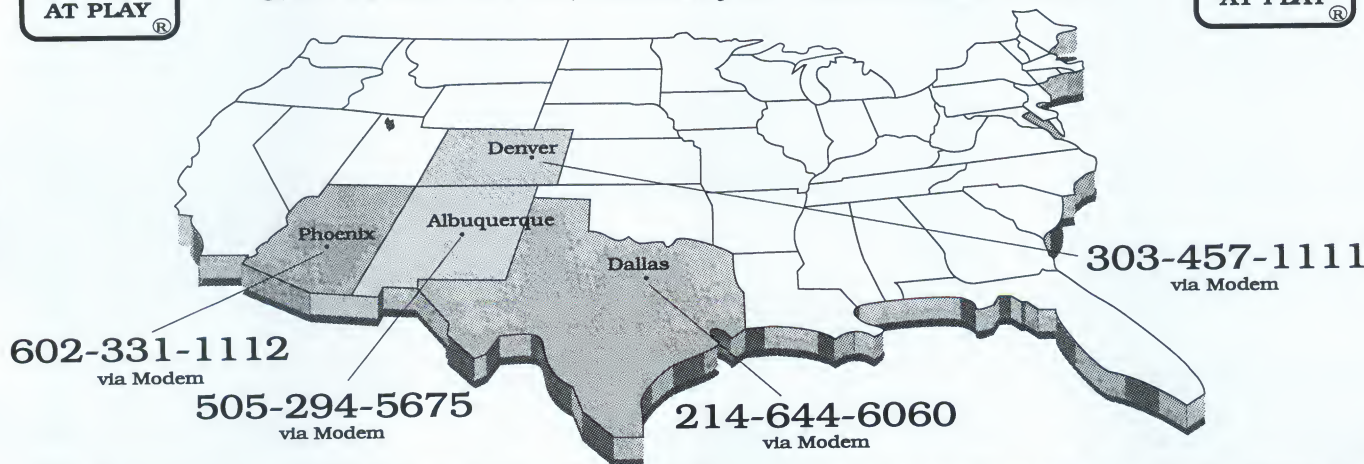 AT PLAY
®
®
Denver
Albuquerque
Phoenix
Dallas
303-457-1111
via Modem
602-331-1112
via Modem
505-294-5675
via Modem
214-644-6060
via Modem